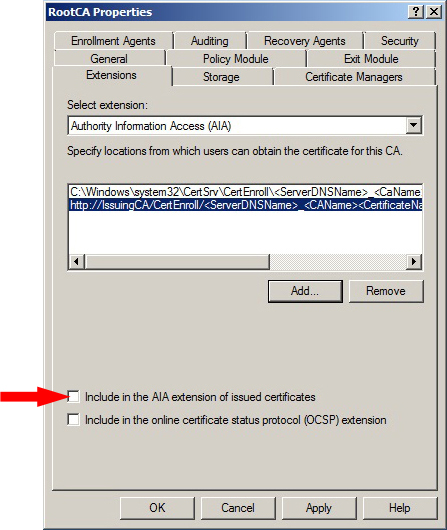 RootCA Properties
Enrollment Agents Auditing Recovery Agents Security
General Policy Module Exit Module
Extensions Storage Certificate Managers
Select extension:
Authority Information Access (AIA)
Specify locations from which users can obtain the certificate for this CA.
C:\Windows\system32\CertSrv\CertEnroll\<ServerDNSName>_<CaName
http://IssuingCA/CertEnroll/<ServerDNSName>_<CAName><CertificateNa
Add... Remove
Include in the AIA extension of issued certificates
Include in the online certificate status protocol (OCSP) extension
OK Cancel Apply Help